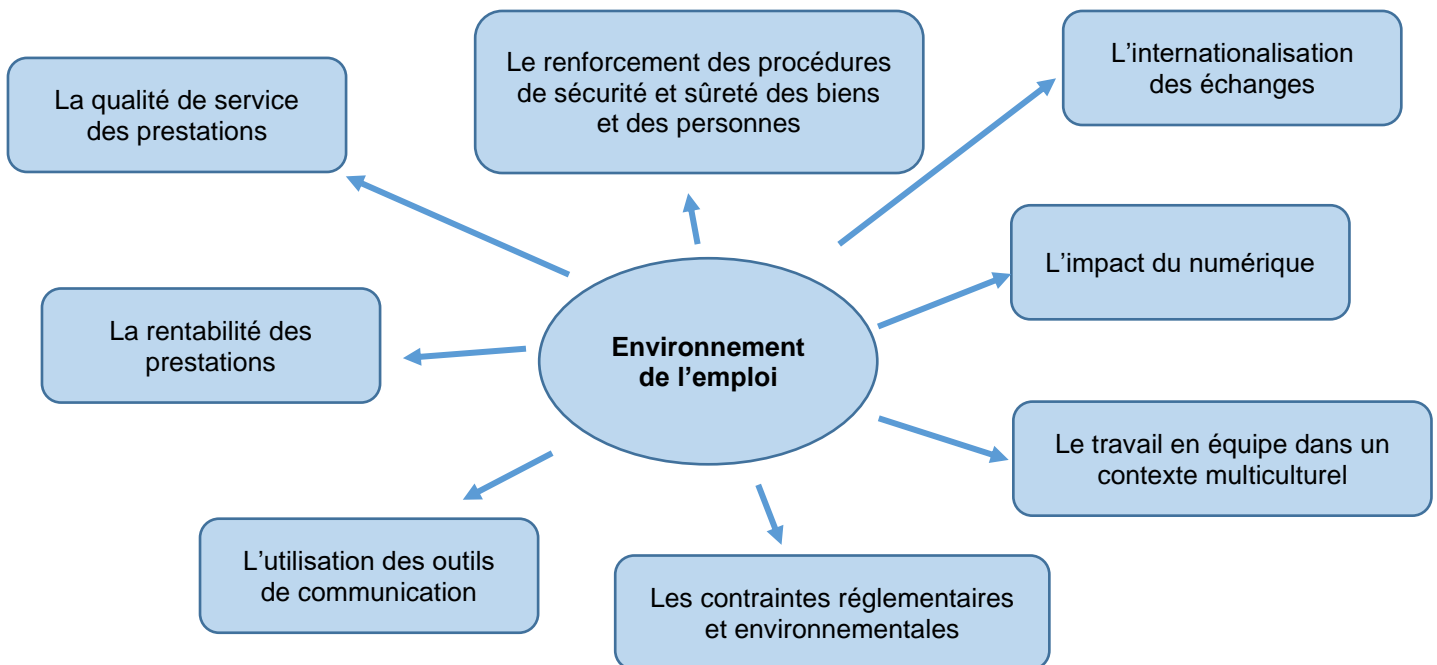 Le renforcement des procédures
de sécurité et sûreté des biens
et des personnes
L’internationalisation
des échanges
La qualité de service
des prestations
L’impact du numérique
La rentabilité des
prestations
Environnement
de l’emploi
Le travail en équipe dans un
contexte multiculturel
L’utilisation des outils
de communication
Les contraintes réglementaires
et environnementales